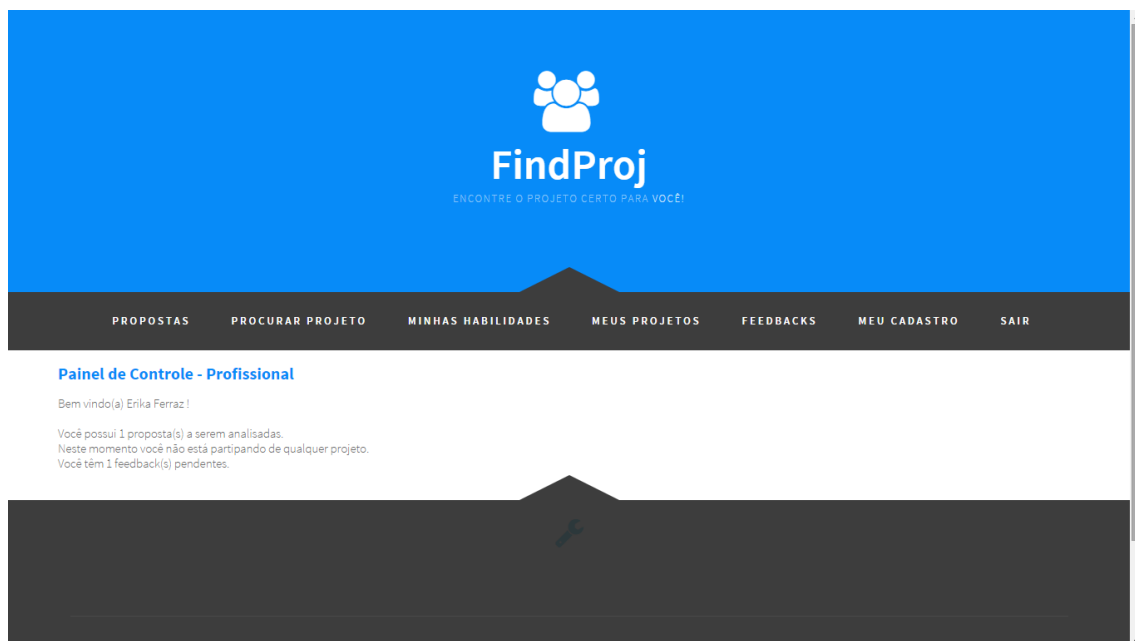 FindProj
ENCONTRE O PROJETO CERTO PARA VOCÊ!
PROPOSTAS PROCURAR PROJETO MINHAS HABILIDADES MEUS PROJETOS FEEDBACKS MEU CADASTRO SAIR
Painel de Controle - Profissional
Bem vindo(a) Erika Ferraz !
Você possui 1 proposta(s) a serem analisadas.
Neste momento você não está partipando de qualquer projeto.
Você têm 1 feedback(s) pendentes.